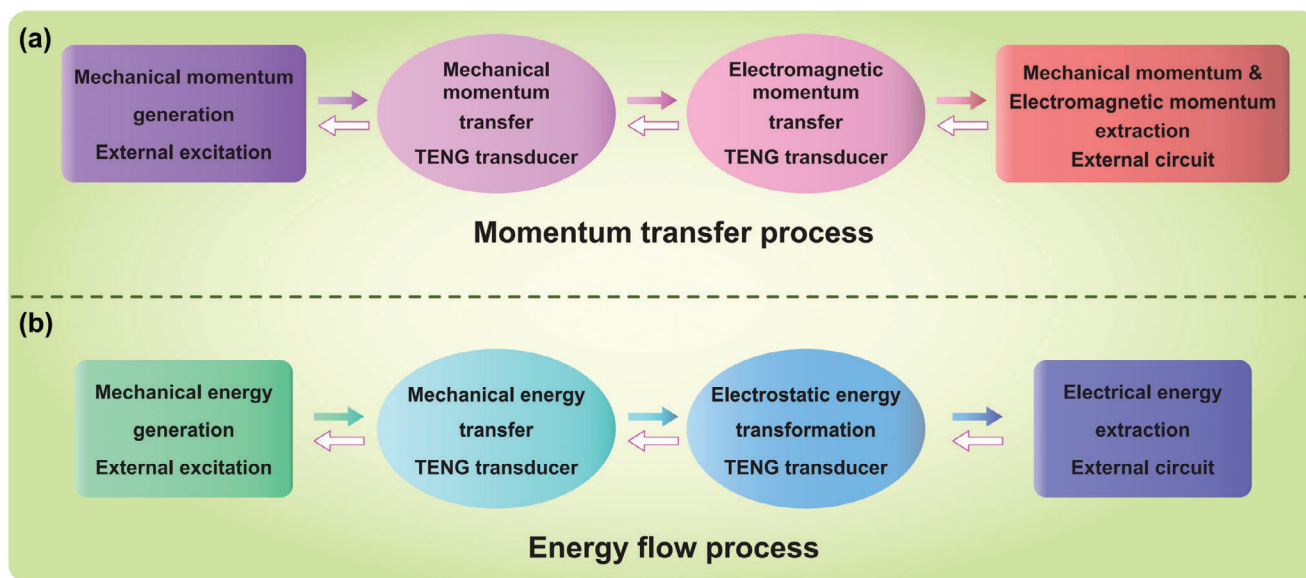 (a)
Mechanical momentum
generation
External excitation
Mechanical
momentum
transfer
TENG transducer
Electromagnetic
momentum
transfer
TENG transducer
Mechanical momentum &
Electromagnetic momentum
extraction
External circuit
Momentum transfer process
(b)
Mechanical energy
generation
External excitation
Mechanical energy
transfer
TENG transducer
Electrostatic energy
transformation
TENG transducer
Electrical energy
extraction
External circuit
Energy flow process